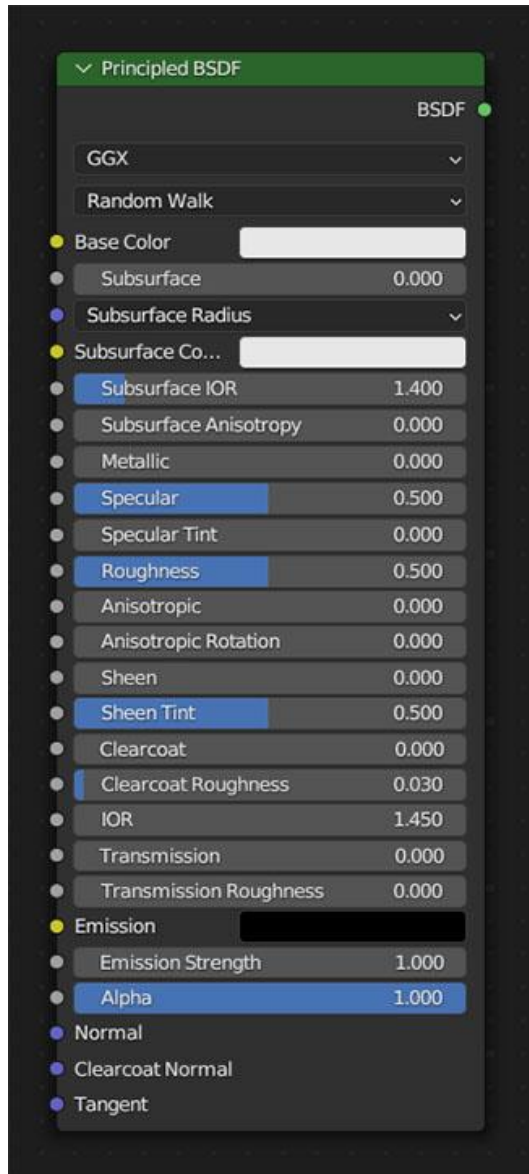 Principled BSDF
BSDF
GGX
Random Walk
Base Color
Subsurface 0.000
Subsurface Radius
Subsurface Co...
Subsurface IOR 1.400
Subsurface Anisotropy 0.000
Metallic 0.000
Specular 0.500
Specular Tint 0.000
Roughness 0.500
Anisotropic 0.000
Anisotropic Rotation 0.000
Sheen 0.000
Sheen Tint 0.500
Clearcoat 0.000
Clearcoat Roughness 0.030
IOR 1.450
Transmission 0.000
Transmission Roughness 0.000
Emission
Emission Strength 1.000
Alpha 1.000
Normal
Clearcoat Normal
Tangent